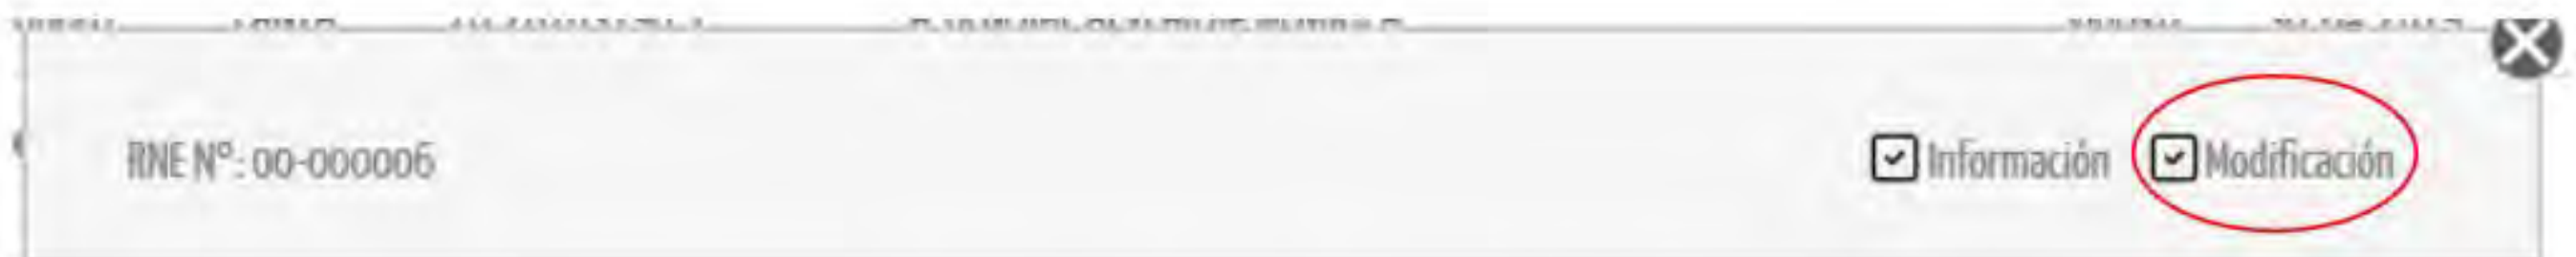 RNE Nº: 00-000006
Información Modificación